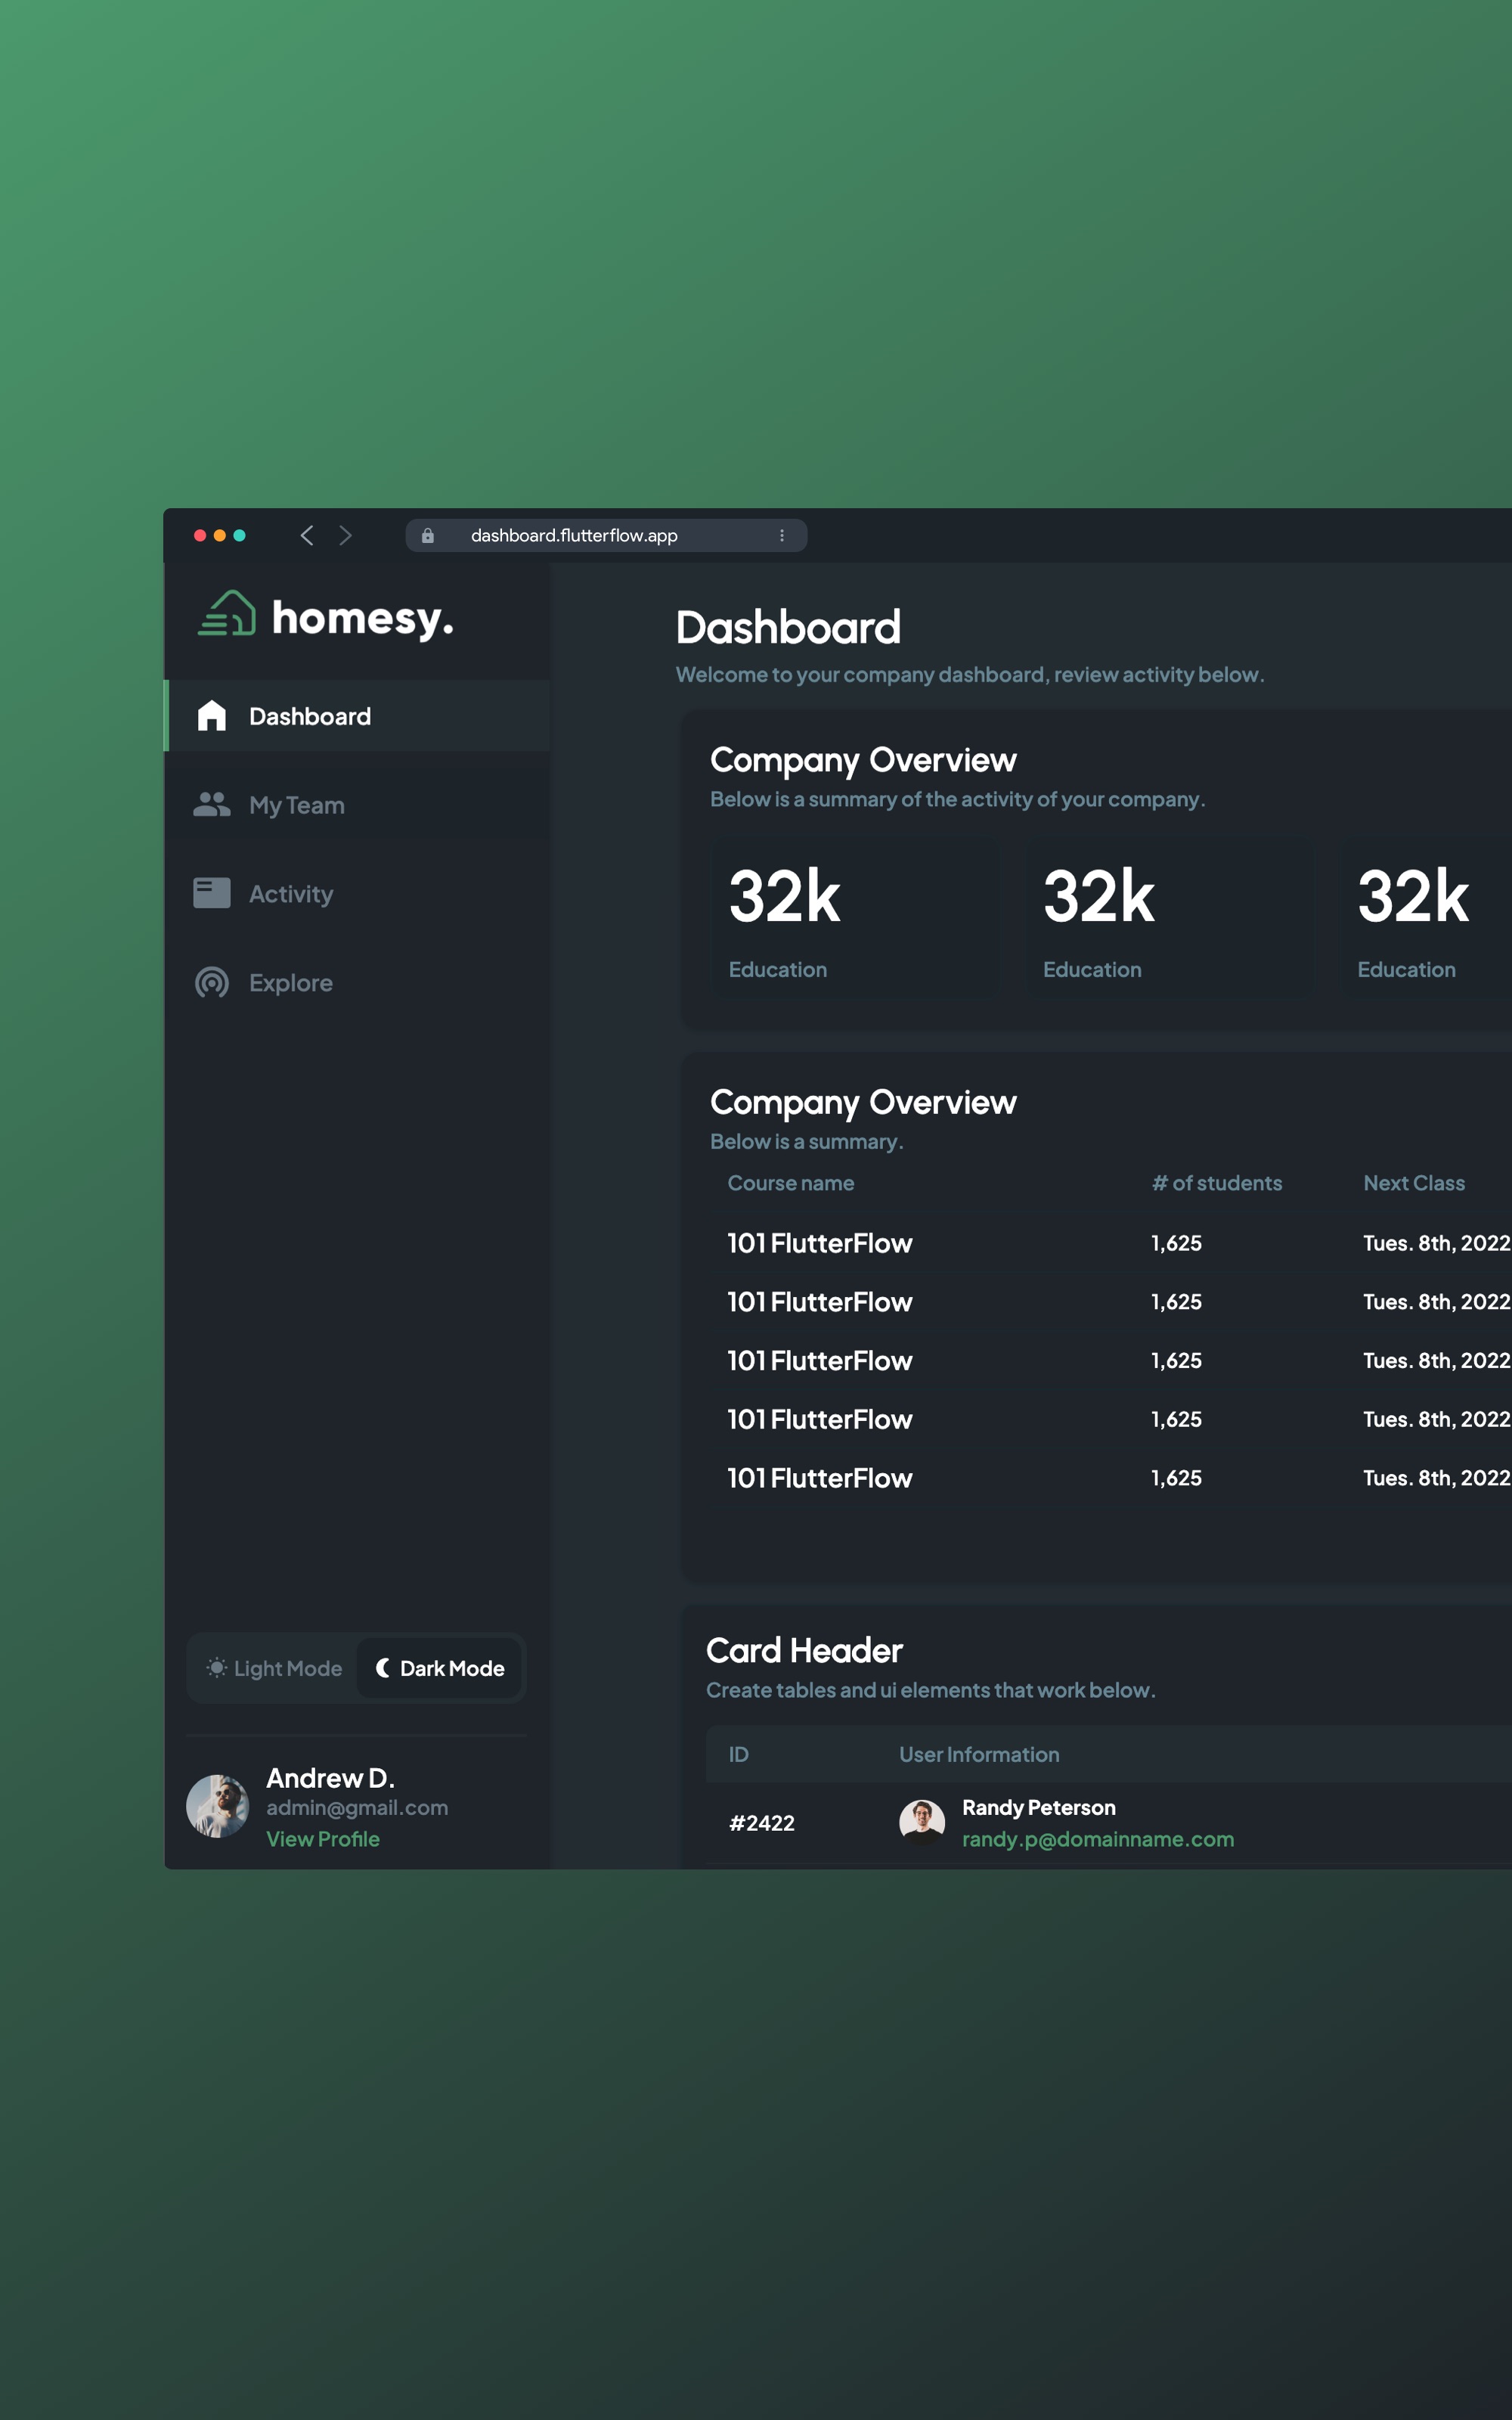 dashboard.flutterflow.app
homesy.
Dashboard
My Team
Activity
Explore
Light Mode Dark Mode
Andrew D.
admin@gmail.com
View Profile
Dashboard
Welcome to your company dashboard, review activity below.
Company Overview
Below is a summary of the activity of your company.
32k 32k 32k
Education Education Education
Company Overview
Below is a summary.
Course name # of students Next Class
101 FlutterFlow 1,625 Tues. 8th, 2022
101 FlutterFlow 1,625 Tues. 8th, 2022
101 FlutterFlow 1,625 Tues. 8th, 2022
101 FlutterFlow 1,625 Tues. 8th, 2022
101 FlutterFlow 1,625 Tues. 8th, 2022
Card Header
Create tables and ui elements that work below.
ID User Information
#2422 Randy Peterson
randy.p@domainname.com